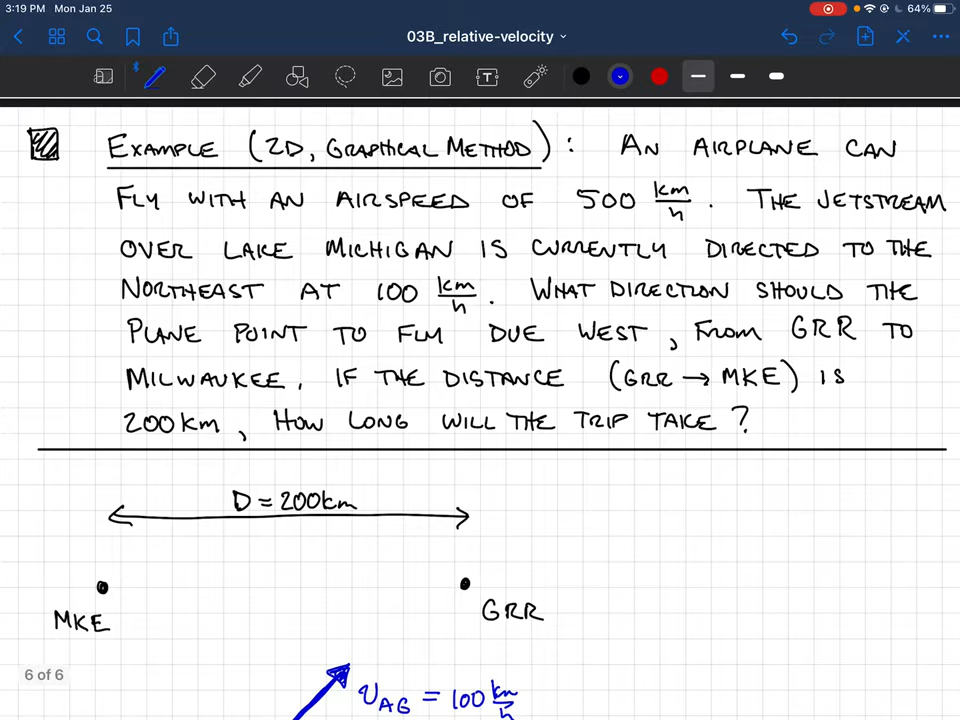 3:19 PM Mon Jan 25
64%
03B_relative-velocity
EXAMPLE (2D, GRAPHICAL METHOD): AN AIRPLANE CAN
FLY WITH AN AIRSPEED OF 500 km/h. THE JETSTREAM
OVER LAKE MICHIGAN IS CURRENTLY DIRECTED TO THE
NORTHEAST AT 100 km/h. WHAT DIRECTION SHOULD THE
PLANE POINT TO FLY DUE WEST, FROM GRR TO
MILWAUKEE. IF THE DISTANCE (GRR → MKE) IS
200km, HOW LONG WILL THE TRIP TAKE?
D = 200km
MKE
GRR
6 of 6
v_AG = 100 km/h